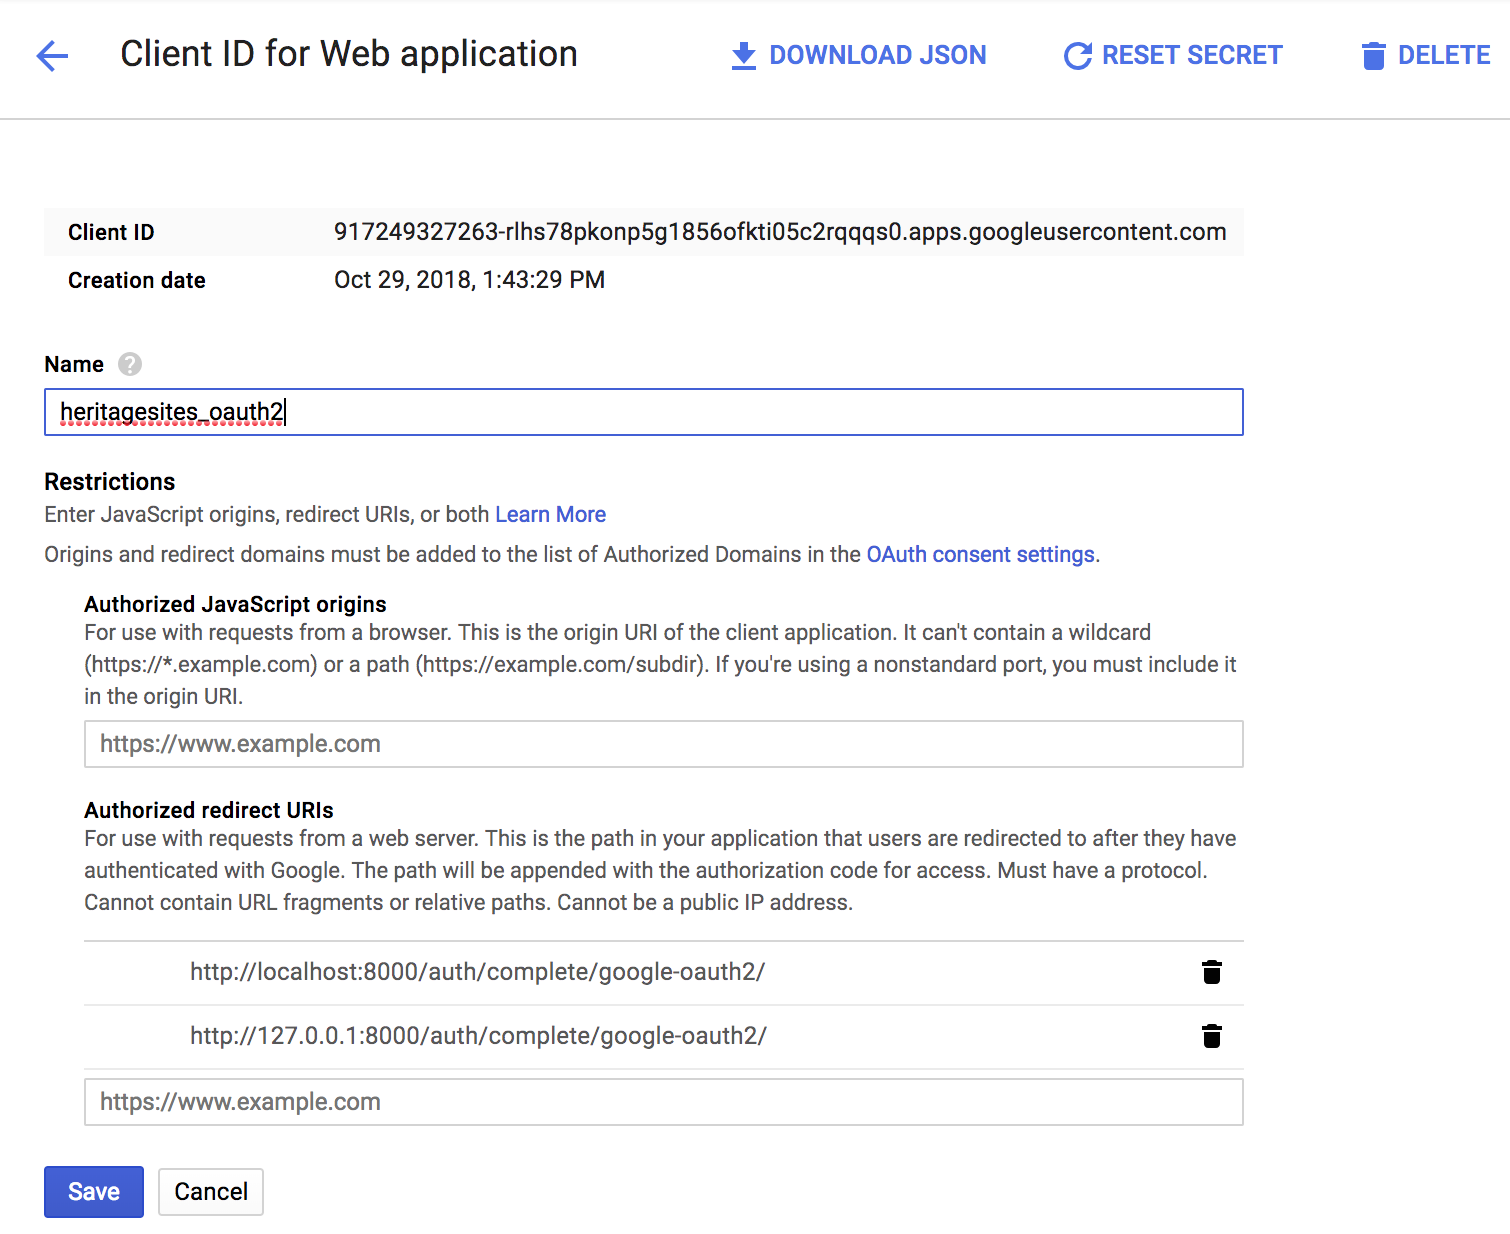 Client ID for Web application DOWNLOAD JSON RESET SECRET DELETE
Client ID 917249327263-rlhs78pkonp5g1856ofkti05c2rqqqs0.apps.googleusercontent.com
Creation date Oct 29, 2018, 1:43:29 PM
Name ?
heritagesites_oauth2
Restrictions
Enter JavaScript origins, redirect URIs, or both Learn More
Origins and redirect domains must be added to the list of Authorized Domains in the OAuth consent settings.
Authorized JavaScript origins
For use with requests from a browser. This is the origin URI of the client application. It can't contain a wildcard
(https://*.example.com) or a path (https://example.com/subdir). If you're using a nonstandard port, you must include it
in the origin URI.
https://www.example.com
Authorized redirect URIs
For use with requests from a web server. This is the path in your application that users are redirected to after they have
authenticated with Google. The path will be appended with the authorization code for access. Must have a protocol.
Cannot contain URL fragments or relative paths. Cannot be a public IP address.
http://localhost:8000/auth/complete/google-oauth2/
http://127.0.0.1:8000/auth/complete/google-oauth2/
https://www.example.com
Save Cancel